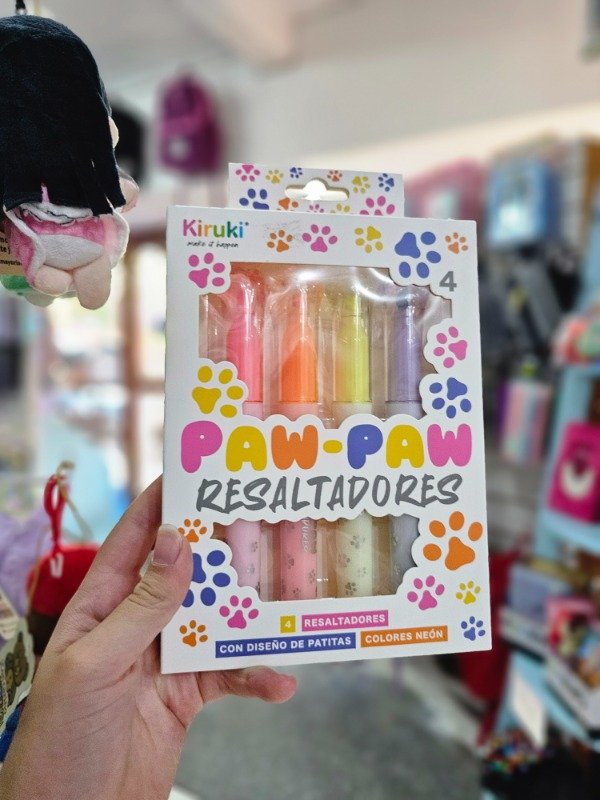 Kiruki
make it happen
4
PAW-PAW
RESALTADORES
4 RESALTADORES
CON DISEÑO DE PATITAS COLORES NEÓN